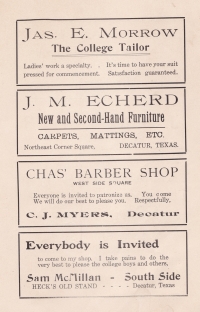 JAS. E. MORROW
The College Tailor
Ladies' work a specialty. . It's time to have your suit
pressed for commencement. Satisfaction guaranteed.
J. M. ECHERD
New and Second-Hand Furniture
CARPETS, MATTINGS, ETC.
Northeast Corner Square, DECATUR, TEXAS.
CHAS' BARBER SHOP
WEST SIDE SQUARE
Everyone is invited to patronize us. You come
We will do our best to please you. Respectfully,
C. J. MYERS, Decatur
Everybody is Invited
to come to my shop. I take pains to do the
very best to please the college boys and others,
Sam McMillan - South Side
HECK'S OLD STAND - - - - Decatur, Texas